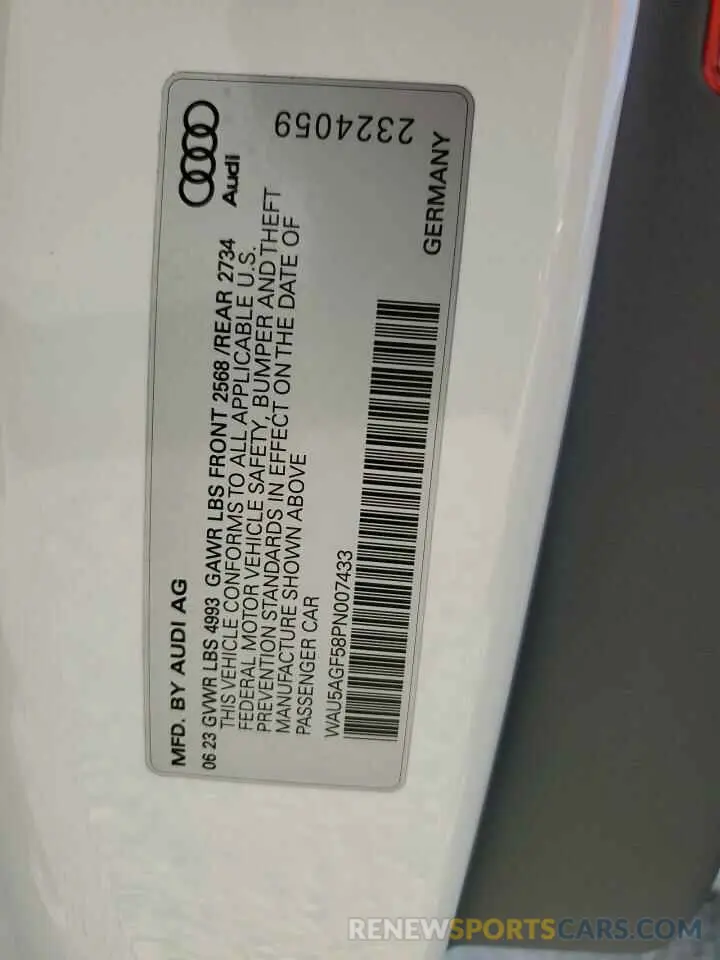 MFD. BY AUDI AG
06 23 GVWR LBS 4993 GAWR LBS FRONT 2568 /REAR 2734
THIS VEHICLE CONFORMS TO ALL APPLICABLE U.S.
FEDERAL MOTOR VEHICLE SAFETY, BUMPER AND THEFT
PREVENTION STANDARDS IN EFFECT ON THE DATE OF
MANUFACTURE SHOWN ABOVE
PASSENGER CAR
WAU5AGF58PN007433
Audi
2324059
GERMANY
RENEWSPORTSCARS.COM